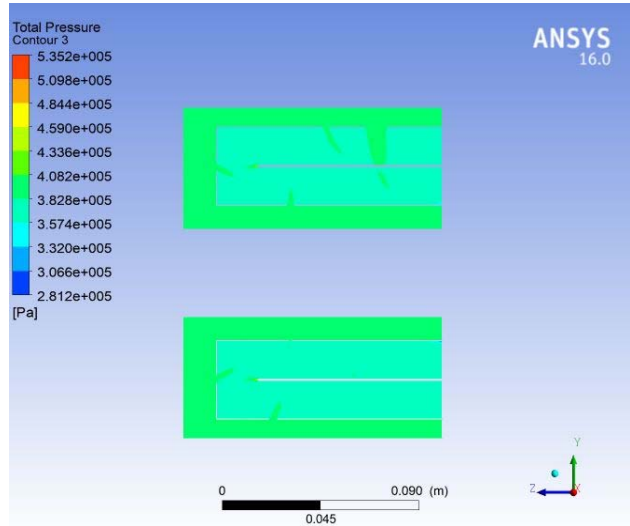 Total Pressure
Contour 3
5.352e+005
5.098e+005
4.844e+005
4.590e+005
4.336e+005
4.082e+005
3.828e+005
3.574e+005
3.320e+005
3.066e+005
2.812e+005
[Pa]
ANSYS
16.0
0 0.090 (m)
0.045
Y
Z X